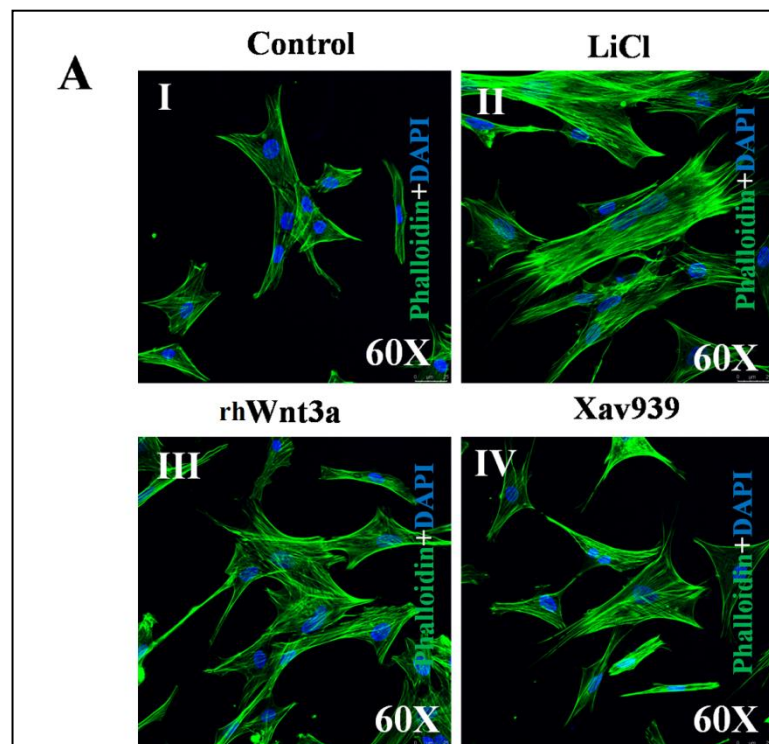 Control
LiCl
A
I
Phalloidin+DAPI
60X
II
Phalloidin+DAPI
60X
rhWnt3a
Xav939
III
Phalloidin+DAPI
60X
IV
Phalloidin+DAPI
60X